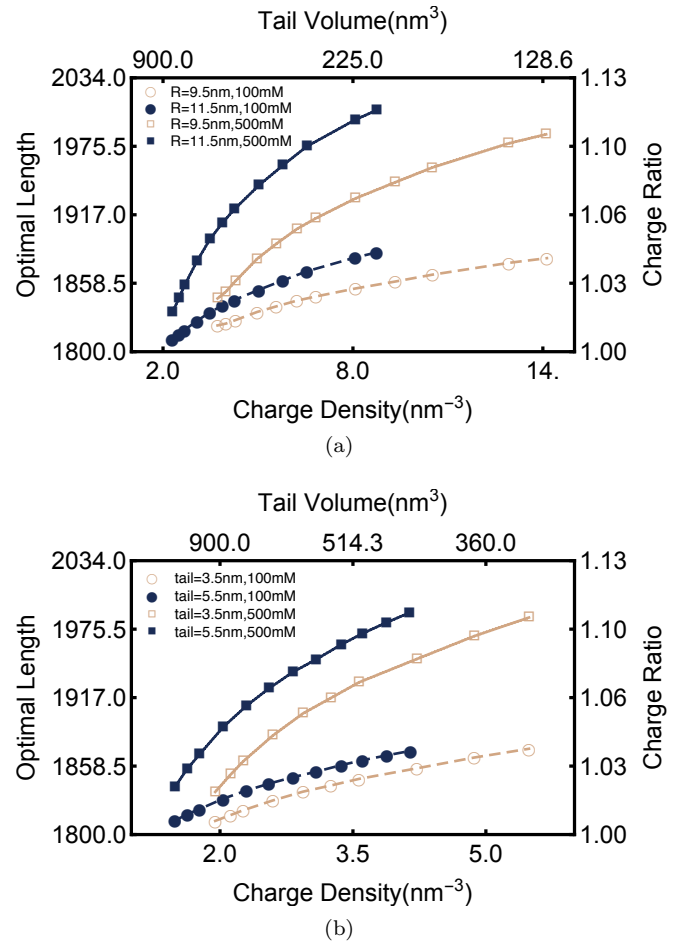 Tail Volume(nm³)
900.0 225.0 128.6
2034.0 1.13
R=9.5nm,100mM
R=11.5nm,100mM
R=9.5nm,500mM
R=11.5nm,500mM
1975.5 1.10
1917.0 1.06
1858.5 1.03
1800.0 1.00
Optimal Length
Charge Ratio
2.0 8.0 14.
Charge Density(nm⁻³)
(a)
Tail Volume(nm³)
900.0 514.3 360.0
2034.0 1.13
tail=3.5nm,100mM
tail=5.5nm,100mM
tail=3.5nm,500mM
tail=5.5nm,500mM
1975.5 1.10
1917.0 1.06
1858.5 1.03
1800.0 1.00
Optimal Length
Charge Ratio
2.0 3.5 5.0
Charge Density(nm⁻³)
(b)